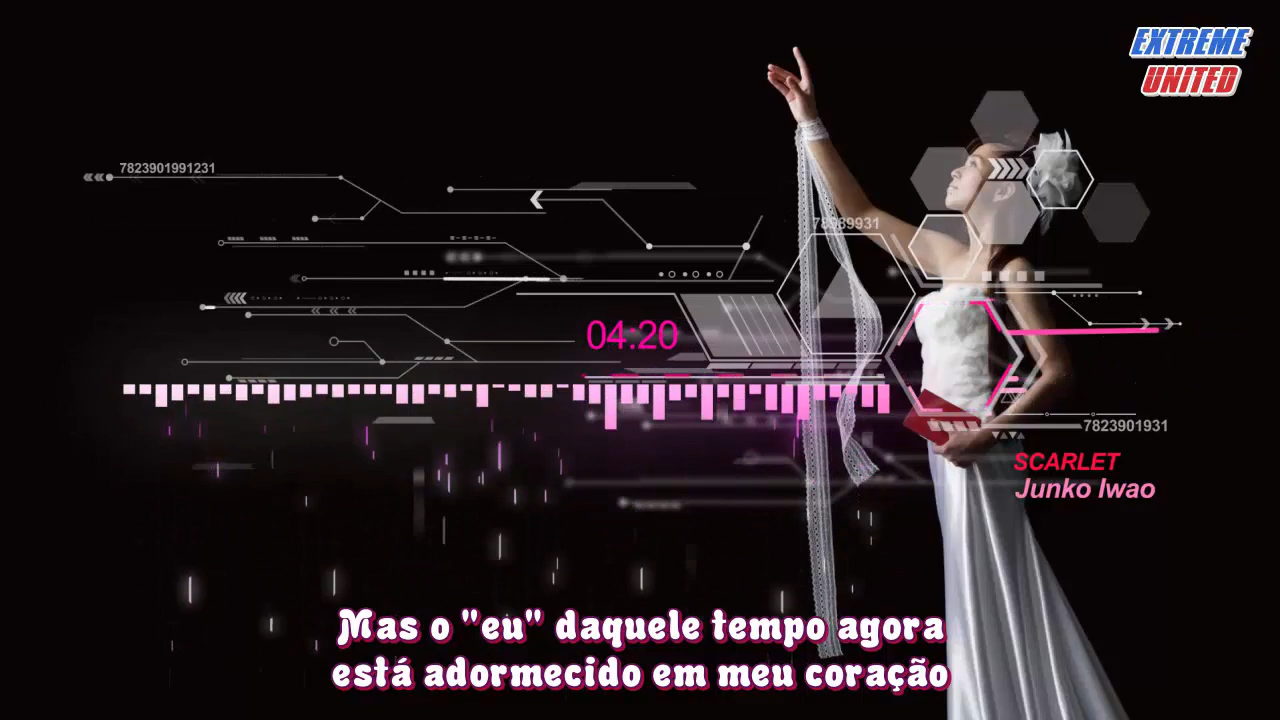 EXTREME
UNITED
7823901991231
78989931
04:20
7823901931
SCARLET
Junko Iwao
Mas o "eu" daquele tempo agora
está adormecido em meu coração